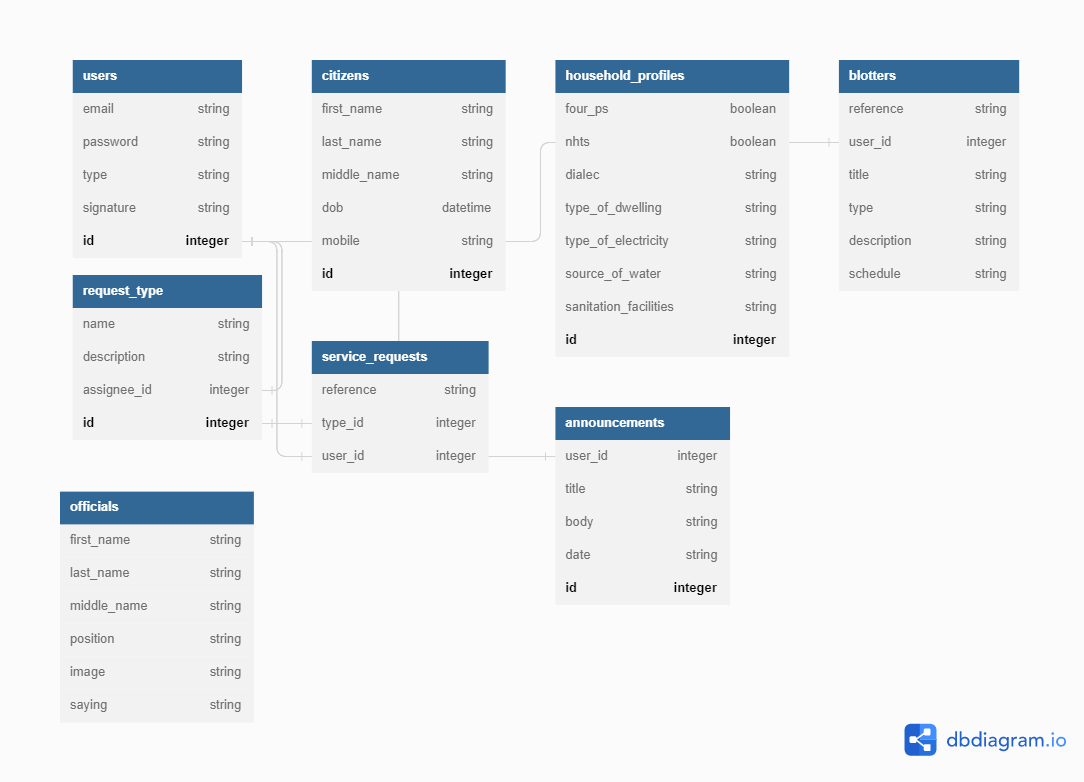 users
email string
password string
type string
signature string
id integer
citizens
first_name string
last_name string
middle_name string
dob datetime
mobile string
id integer
household_profiles
four_ps boolean
nhts boolean
dialec string
type_of_dwelling string
type_of_electricity string
source_of_water string
sanitation_facilities string
id integer
blotters
reference string
user_id integer
title string
type string
description string
schedule string
request_type
name string
description string
assignee_id integer
id integer
service_requests
reference string
type_id integer
user_id integer
announcements
user_id integer
title string
body string
date string
id integer
officials
first_name string
last_name string
middle_name string
position string
image string
saying string
dbdiagram.io